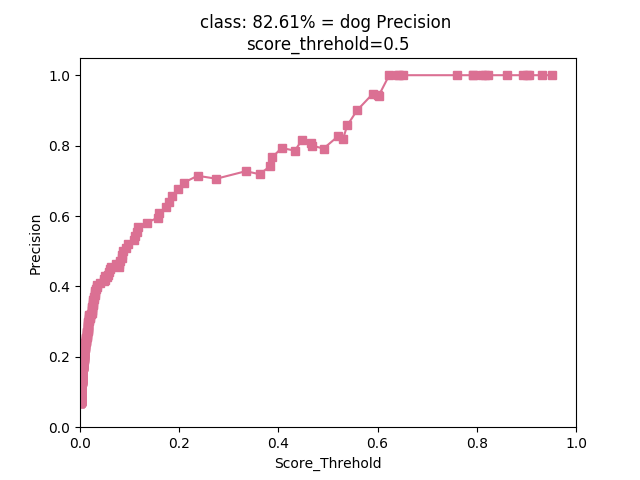 class: 82.61% = dog Precision
score_threhold=0.5
1.0
0.8
0.6
0.4
0.2
0.0
Precision
0.0 0.2 0.4 0.6 0.8 1.0
Score_Threhold